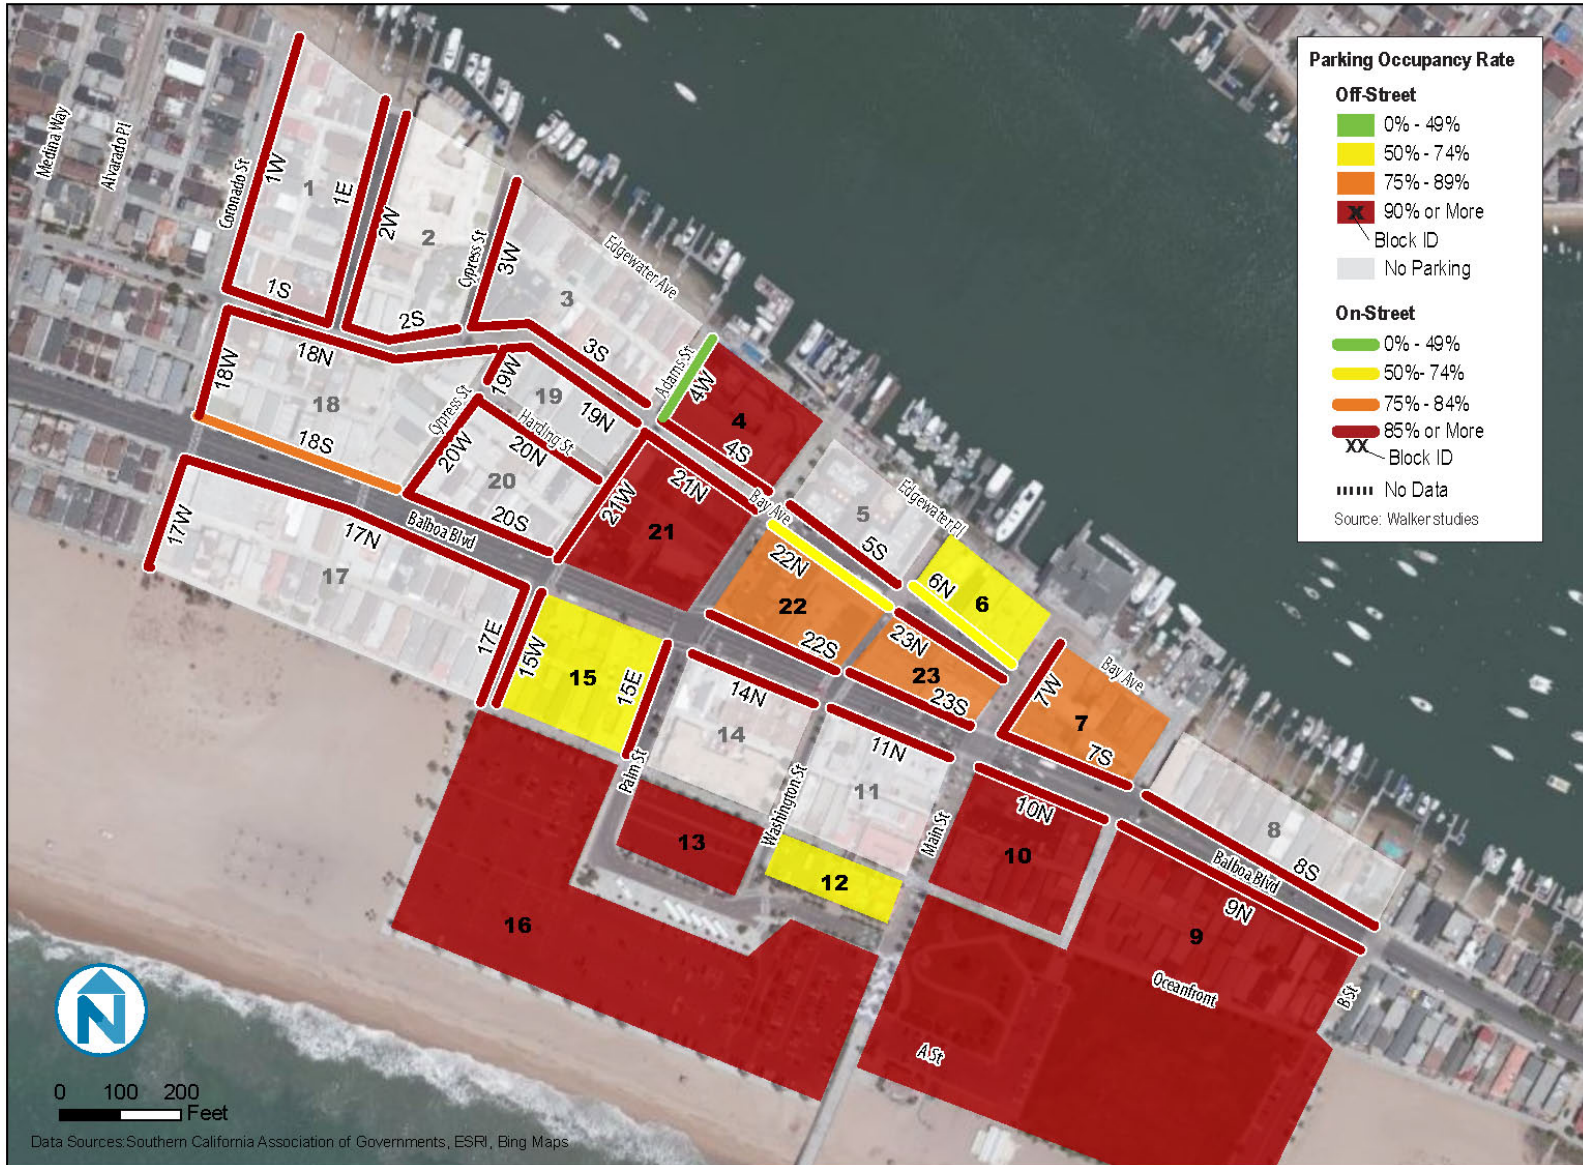 Parking Occupancy Rate
Off-Street
0% - 49%
50% - 74%
75% - 89%
X
90% or More
Block ID
No Parking
On-Street
0% - 49%
50%- 74%
75% - 84%
85% or More
XX
Block ID
No Data
Source: Walker studies
Medina Way
Alvarado Pl
Coronado St
1W
1
1E
2W
2
Cypress St
3W
Edgewater Ave
3
1S
2S
3S
18W
18N
19W
19
19N
Adams St
4W
4
4S
18
Cypress St
Harding St
20W
20N
18S
20
20S
21W
21N
21
Bay Ave
5
5S
Edgewater Pl
17W
17N
Balboa Blvd
17
22N
22
22S
6N
6
17E
15W
15
15E
23N
23
23S
7W
7
Bay Ave
7S
14N
14
11N
11
Palm St
Washington St
Main St
10N
10
8
8S
Balboa Blvd
9N
13
12
16
9
Oceanfront
B St
A St
N
0 100 200
Feet
Data Sources:Southern California Association of Governments, ESRI, Bing Maps